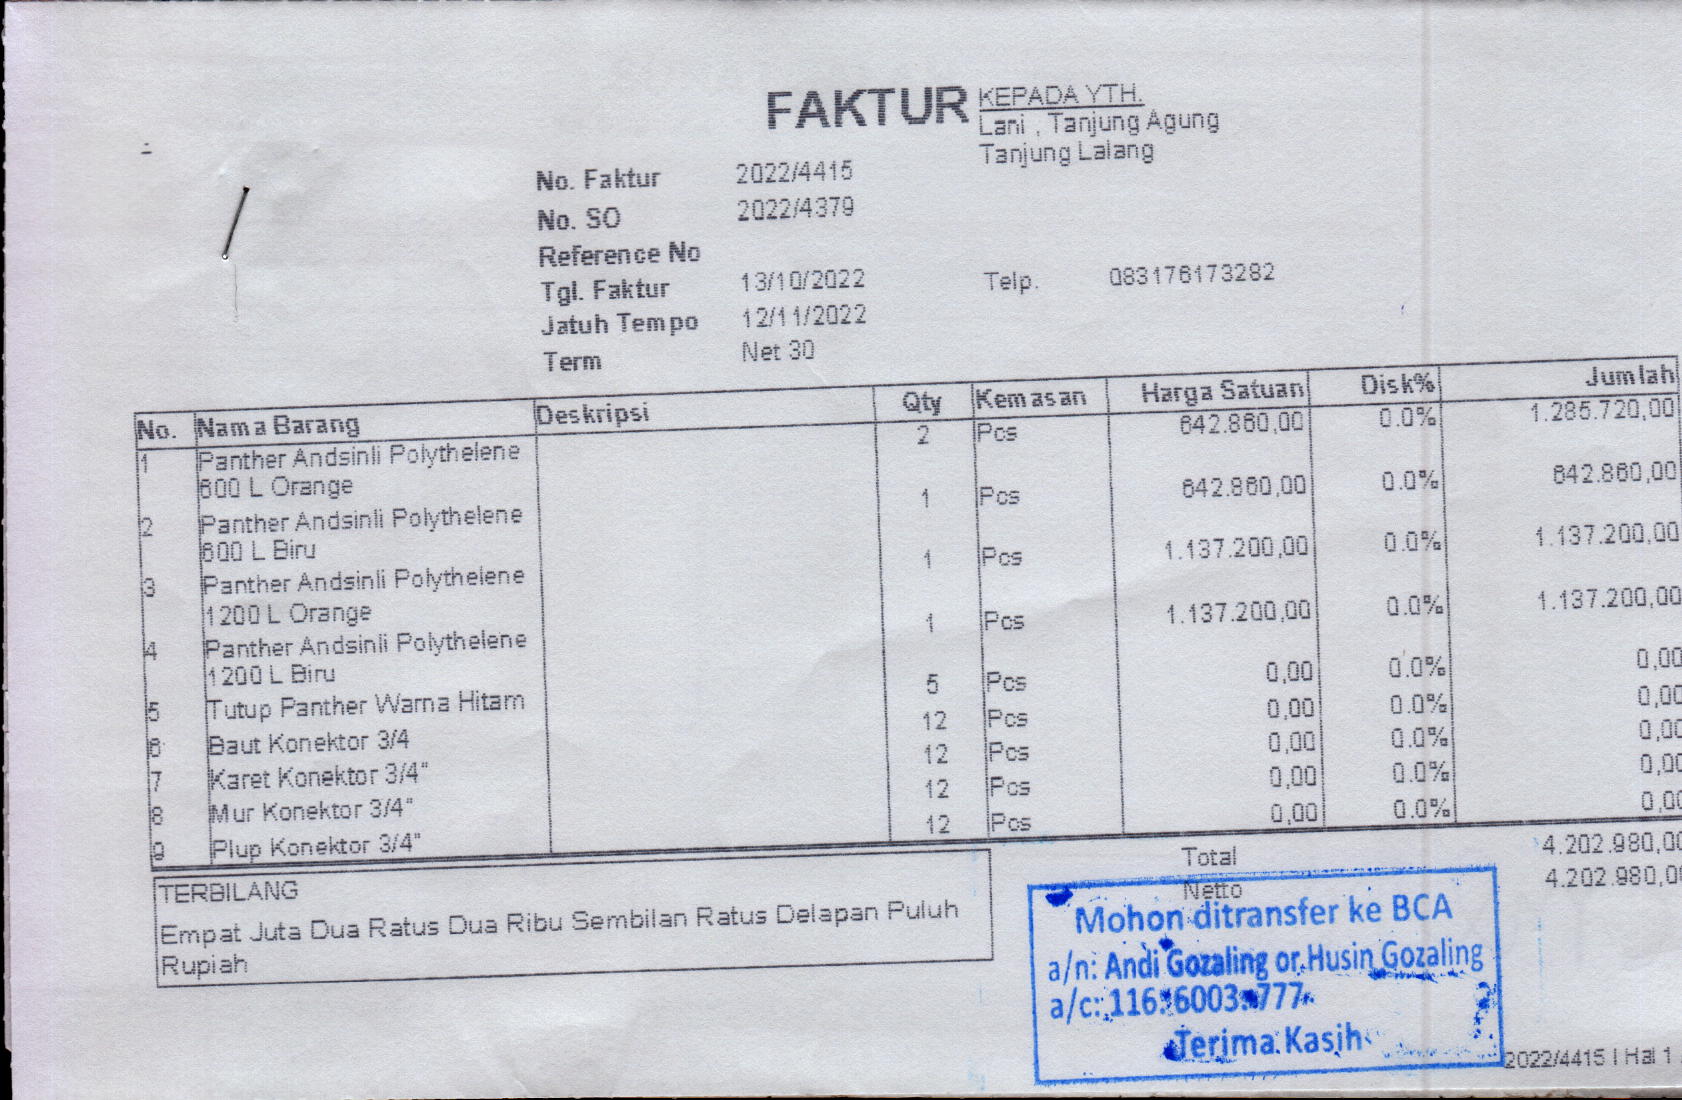 FAKTUR
KEPADA YTH.
Lani , Tanjung Agung
Tanjung Lalang
No. Faktur 2022/4415
No. SO 2022/4379
Reference No
Tgl. Faktur 13/10/2022 Telp. 083176173282
Jatuh Tempo 12/11/2022
Term Net 30
No. Nama Barang Deskripsi Qty Kemasan Harga Satuan Disk% Jumlah
1 Panther Andsinli Polythelene 2 Pcs 642.860,00 0.0% 1.285.720,00
600 L Orange
2 Panther Andsinli Polythelene 1 Pcs 642.860,00 0.0% 642.860,00
600 L Biru
3 Panther Andsinli Polythelene 1 Pcs 1.137.200,00 0.0% 1.137.200,00
1200 L Orange
4 Panther Andsinli Polythelene 1 Pcs 1.137.200,00 0.0% 1.137.200,00
1200 L Biru
5 Tutup Panther Warna Hitam 5 Pcs 0,00 0.0% 0,00
6 Baut Konektor 3/4 12 Pcs 0,00 0.0% 0,00
7 Karet Konektor 3/4" 12 Pcs 0,00 0.0% 0,00
8 Mur Konektor 3/4" 12 Pcs 0,00 0.0% 0,00
9 Plup Konektor 3/4" 12 Pcs 0,00 0.0% 0,00
Total 4.202.980,00
Netto 4.202.980,00
TERBILANG
Empat Juta Dua Ratus Dua Ribu Sembilan Ratus Delapan Puluh
Rupiah
Mohon ditransfer ke BCA
a/n: Andi Gozaling or Husin Gozaling
a/c: 116.6003.777
Terima Kasih
2022/4415 | Hal 1